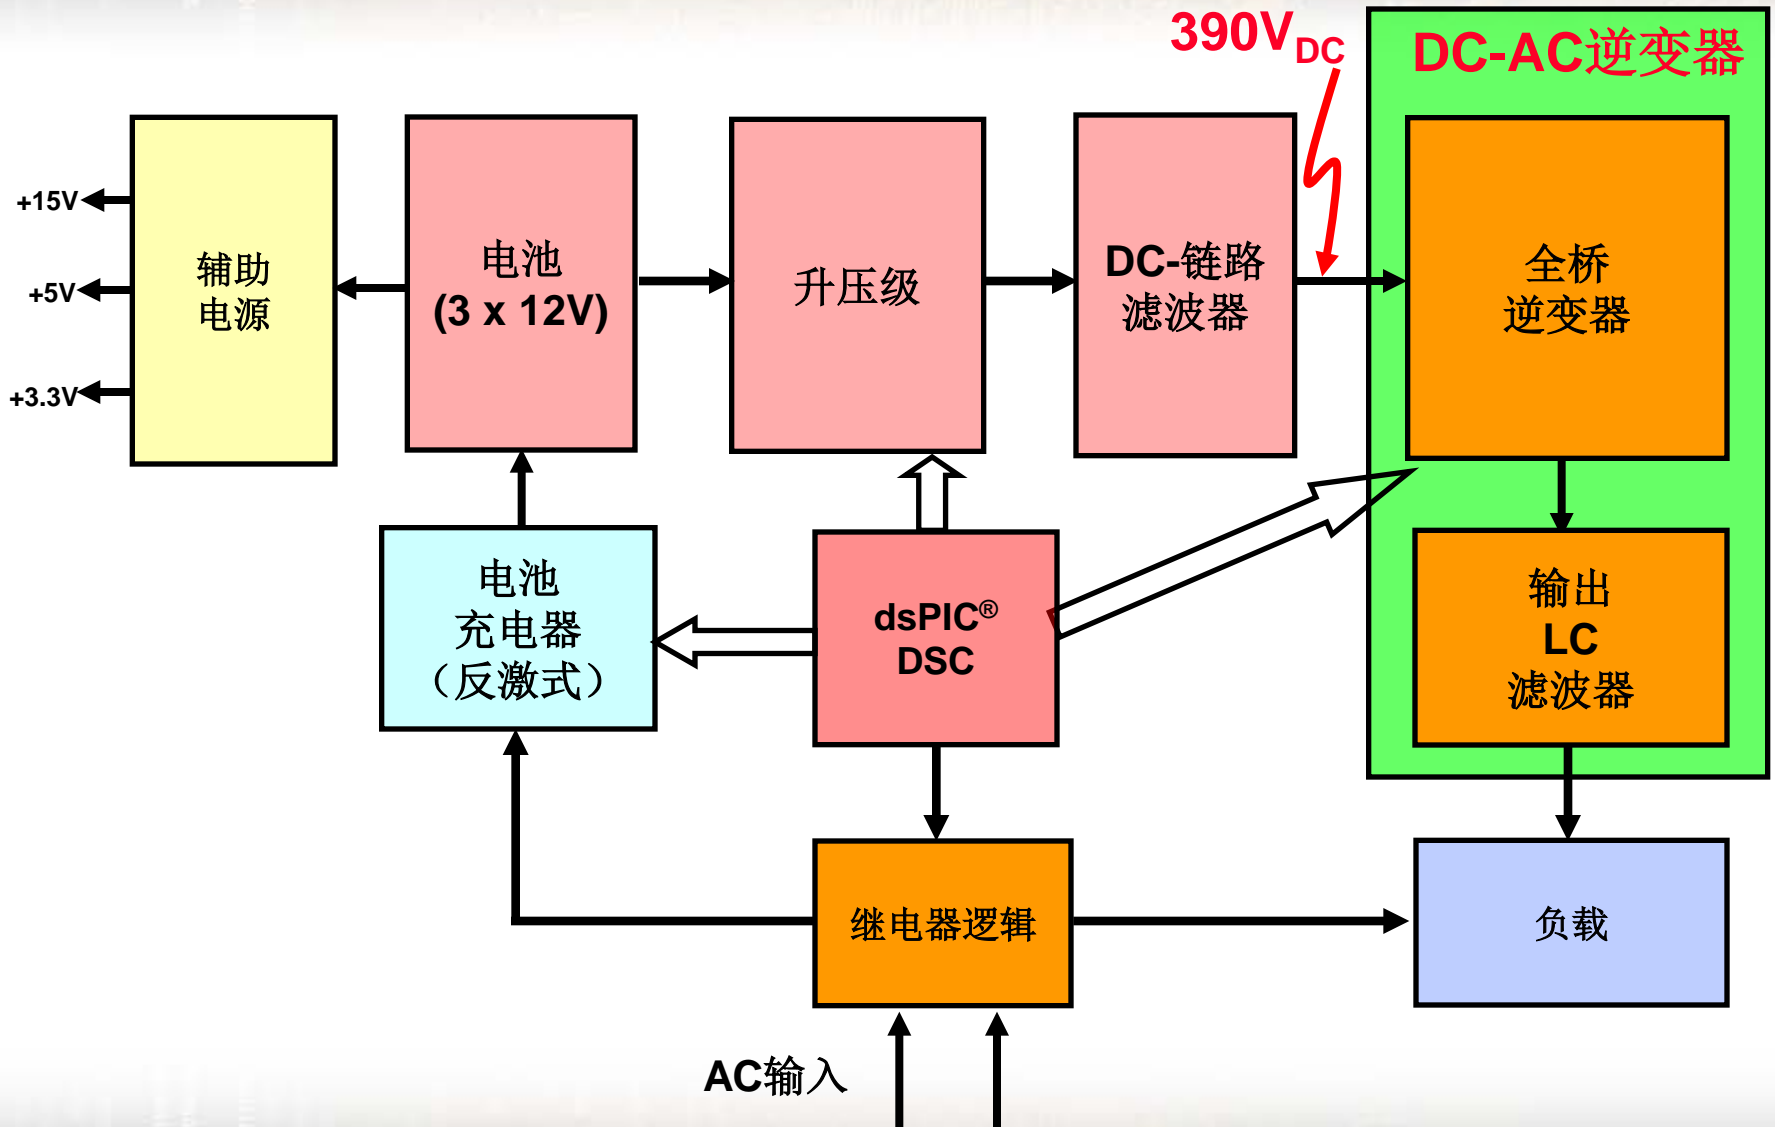 390V DC
DC-AC逆变器
+15V
+5V
+3.3V
辅助
电源
电池
(3 x 12V)
升压级
DC-链路
滤波器
全桥
逆变器
电池
充电器
（反激式）
dsPIC®
DSC
输出
LC
滤波器
继电器逻辑
负载
AC输入